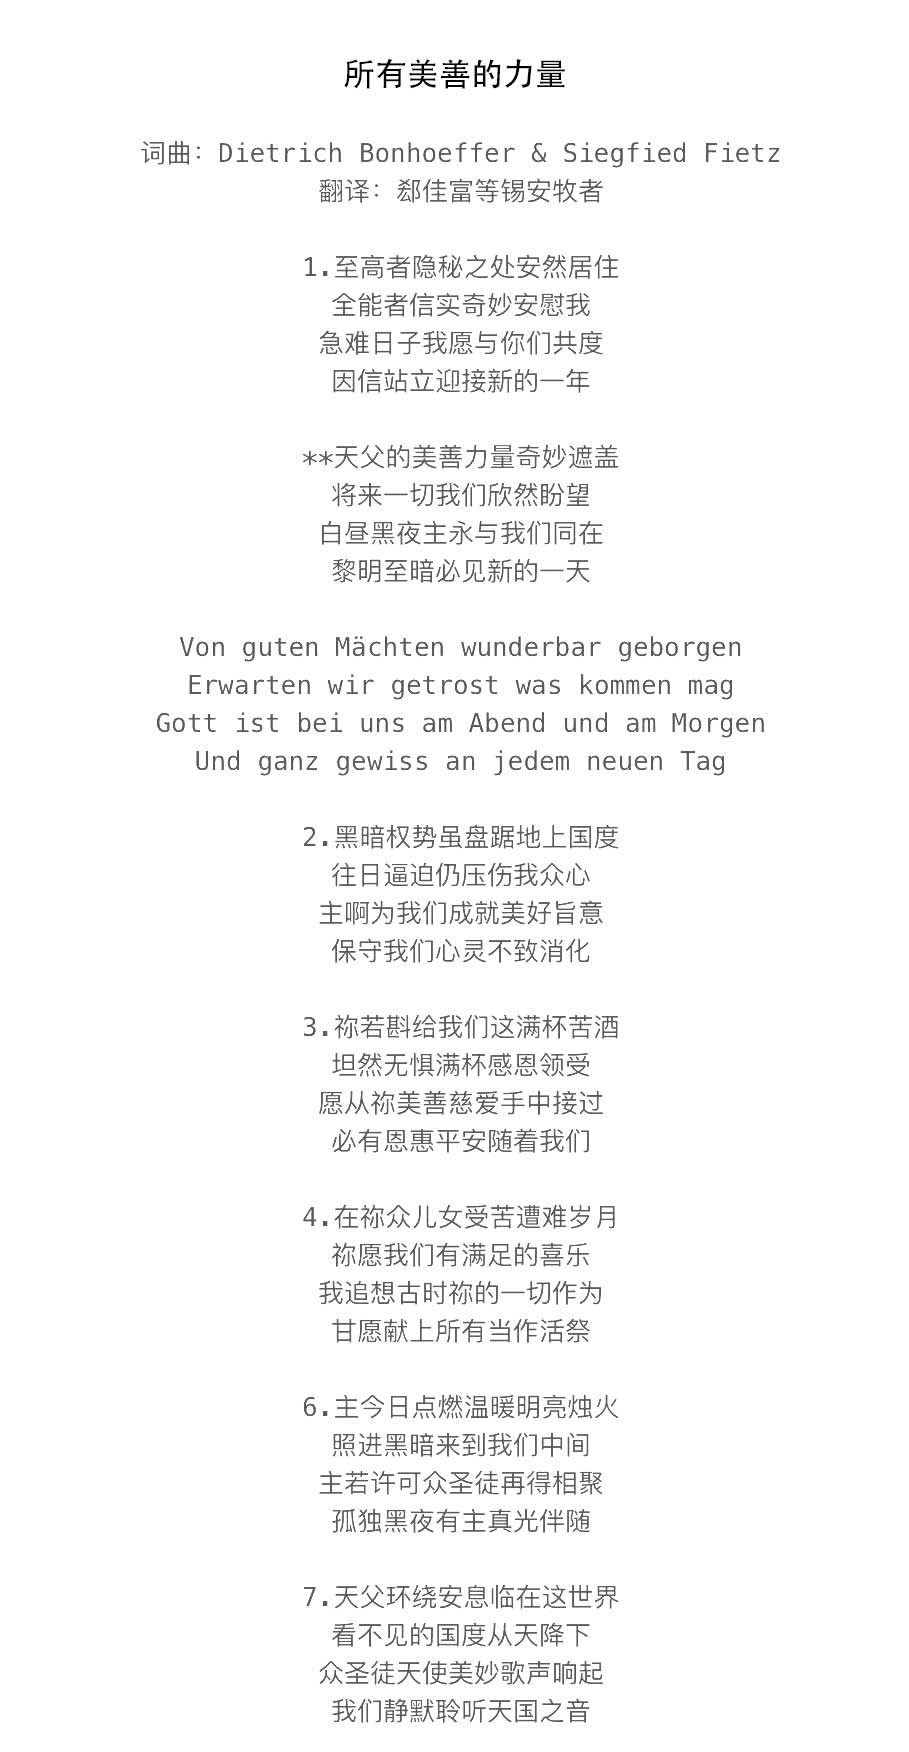 所有美善的力量
词曲：Dietrich Bonhoeffer & Siegfied Fietz
翻译：郄佳富等锡安牧者
1.至高者隐秘之处安然居住
全能者信实奇妙安慰我
急难日子我愿与你们共度
因信站立迎接新的一年
**天父的美善力量奇妙遮盖
将来一切我们欣然盼望
白昼黑夜主永与我们同在
黎明至暗必见新的一天
Von guten Mächten wunderbar geborgen
Erwarten wir getrost was kommen mag
Gott ist bei uns am Abend und am Morgen
Und ganz gewiss an jedem neuen Tag
2.黑暗权势虽盘踞地上国度
往日逼迫仍压伤我众心
主啊为我们成就美好旨意
保守我们心灵不致消化
3.祢若斟给我们这满杯苦酒
坦然无惧满杯感恩领受
愿从祢美善慈爱手中接过
必有恩惠平安随着我们
4.在祢众儿女受苦遭难岁月
祢愿我们有满足的喜乐
我追想古时祢的一切作为
甘愿献上所有当作活祭
6.主今日点燃温暖明亮烛火
照进黑暗来到我们中间
主若许可众圣徒再得相聚
孤独黑夜有主真光伴随
7.天父环绕安息临在这世界
看不见的国度从天降下
众圣徒天使美妙歌声响起
我们静默聆听天国之音